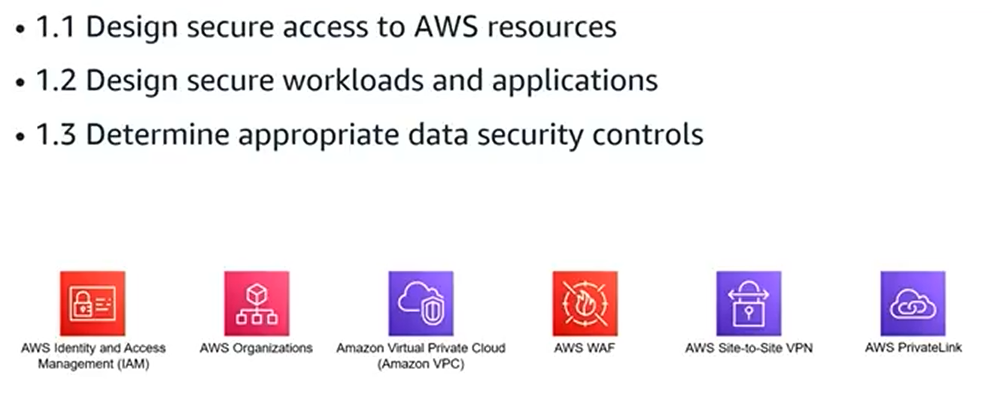 • 1.1 Design secure access to AWS resources
• 1.2 Design secure workloads and applications
• 1.3 Determine appropriate data security controls
AWS Identity and Access
Management (IAM)
AWS Organizations
Amazon Virtual Private Cloud
(Amazon VPC)
AWS WAF
AWS Site-to-Site VPN
AWS PrivateLink